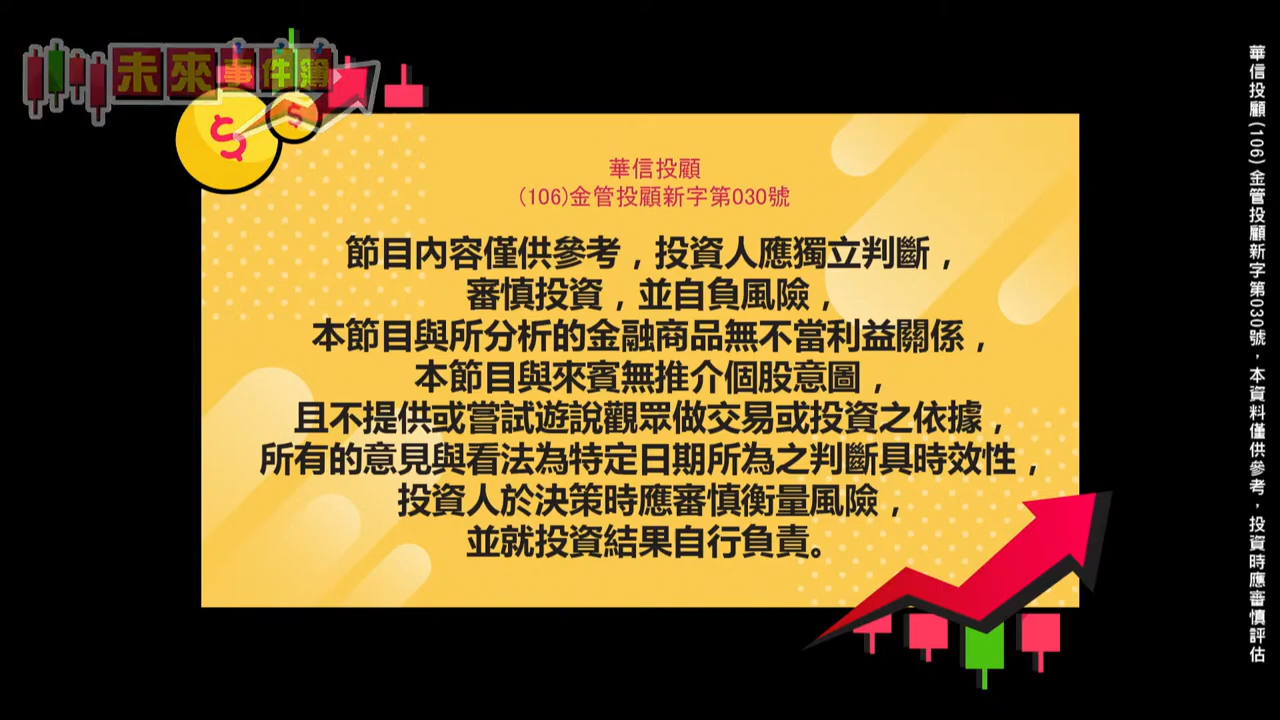 未來事件簿
華信投顧
(106)金管投顧新字第030號
節目內容僅供參考，投資人應獨立判斷，
審慎投資，並自負風險，
本節目與所分析的金融商品無不當利益關係，
本節目與來賓無推介個股意圖，
且不提供或嘗試遊說觀眾做交易或投資之依據，
所有的意見與看法為特定日期所為之判斷具時效性，
投資人於決策時應審慎衡量風險，
並就投資結果自行負責。
華信投顧(106)金管投顧新字第030號，本資料僅供參考，投資時應審慎評估